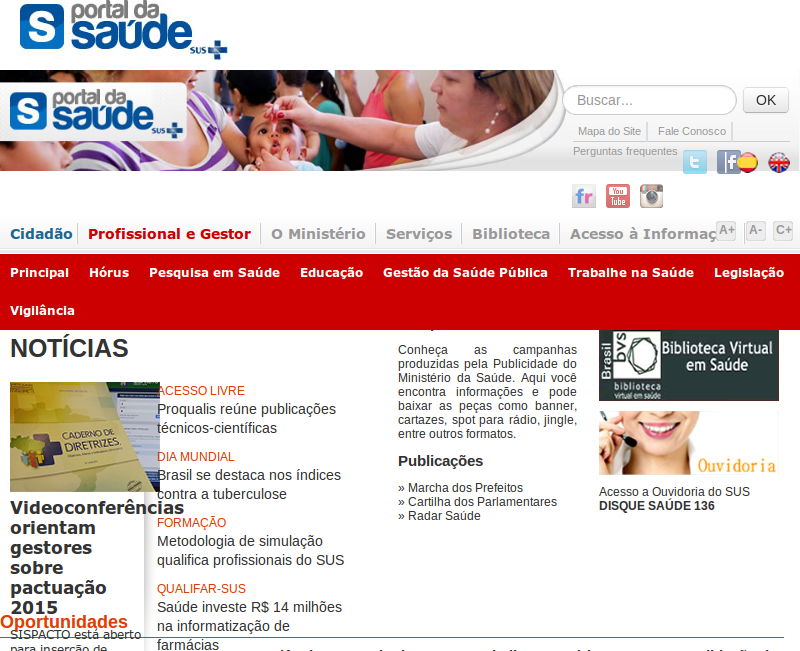 portal da
saúde SUS
portal da
saúde SUS
Buscar...
OK
Mapa do Site
Fale Conosco
Perguntas frequentes
fr
You
Tube
Cidadão
Profissional e Gestor
O Ministério
Serviços
Biblioteca
Acesso à Informaç
A+
A-
C+
Principal
Hórus
Pesquisa em Saúde
Educação
Gestão da Saúde Pública
Trabalhe na Saúde
Legislação
Vigilância
NOTÍCIAS
CADERNO DE
DIRETRIZES
Videoconferências
orientam
gestores
sobre
pactuação
2015
SISPACTO está aberto
para inserção de
ACESSO LIVRE
Proqualis reúne publicações
técnicos-científicas
DIA MUNDIAL
Brasil se destaca nos índices
contra a tuberculose
FORMAÇÃO
Metodologia de simulação
qualifica profissionais do SUS
QUALIFAR-SUS
Saúde investe R$ 14 milhões
na informatização de
farmácias
Conheça as campanhas
produzidas pela Publicidade do
Ministério da Saúde. Aqui você
encontra informações e pode
baixar as peças como banner,
cartazes, spot para rádio, jingle,
entre outros formatos.
Publicações
» Marcha dos Prefeitos
» Cartilha dos Parlamentares
» Radar Saúde
Brasil
bvs
biblioteca
virtual em saúde
Biblioteca Virtual
em Saúde
Ouvidoria
Acesso a Ouvidoria do SUS
DISQUE SAÚDE 136
Oportunidades